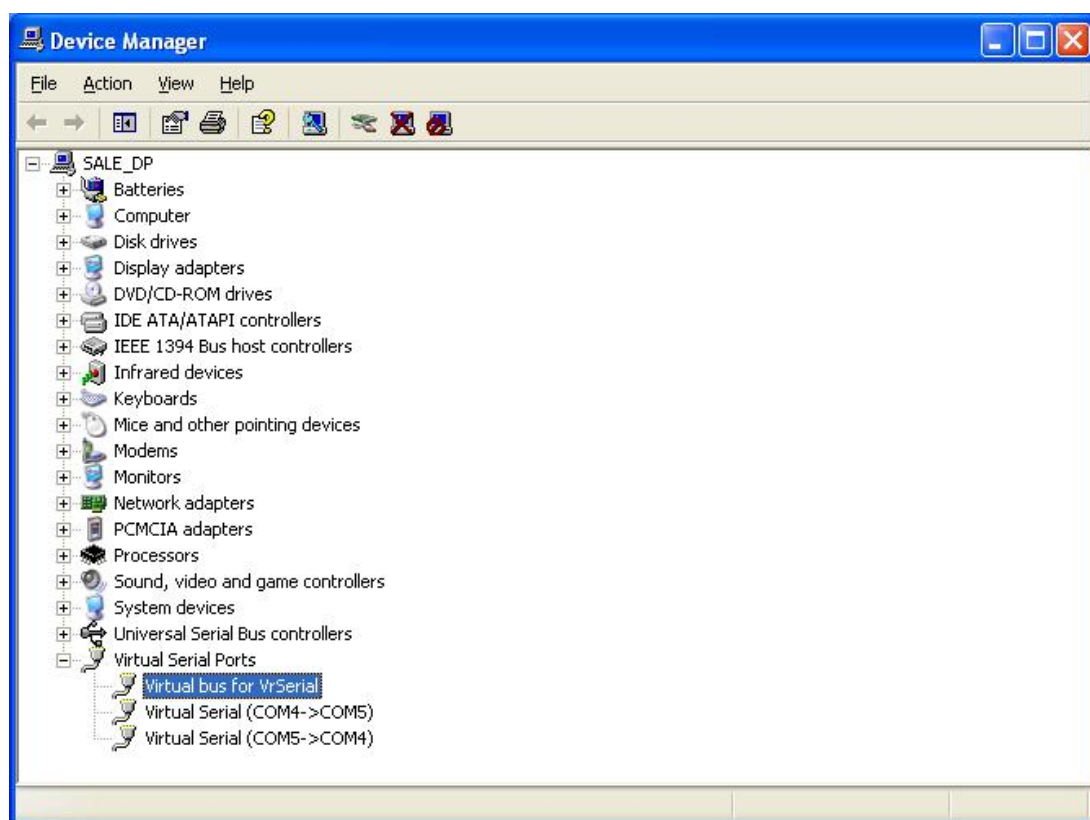 Device Manager
File Action View Help
SALE_DP
Batteries
Computer
Disk drives
Display adapters
DVD/CD-ROM drives
IDE ATA/ATAPI controllers
IEEE 1394 Bus host controllers
Infrared devices
Keyboards
Mice and other pointing devices
Modems
Monitors
Network adapters
PCMCIA adapters
Processors
Sound, video and game controllers
System devices
Universal Serial Bus controllers
Virtual Serial Ports
Virtual bus for VrSerial
Virtual Serial (COM4->COM5)
Virtual Serial (COM5->COM4)